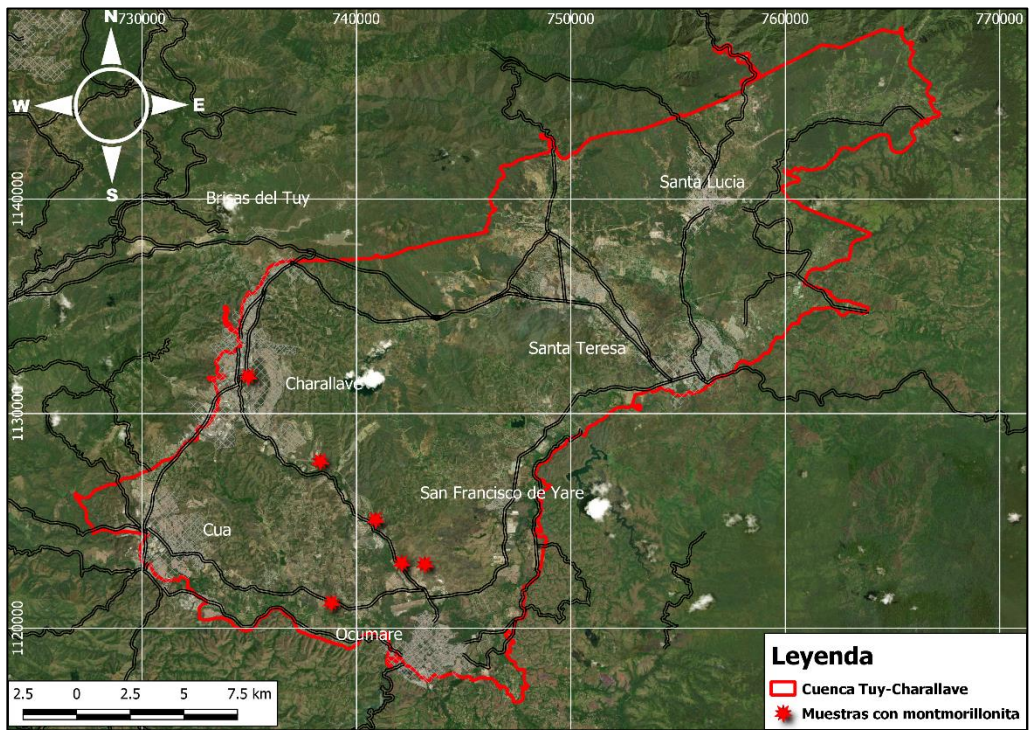 730000 740000 750000 760000 770000
N
W E
S
1140000
1130000
1120000
Brisas del Tuy
Santa Lucia
Santa Teresa
Charallave
San Francisco de Yare
Cua
Ocumare
2.5 0 2.5 5 7.5 km
Leyenda
Cuenca Tuy-Charallave
Muestras con montmorillonita